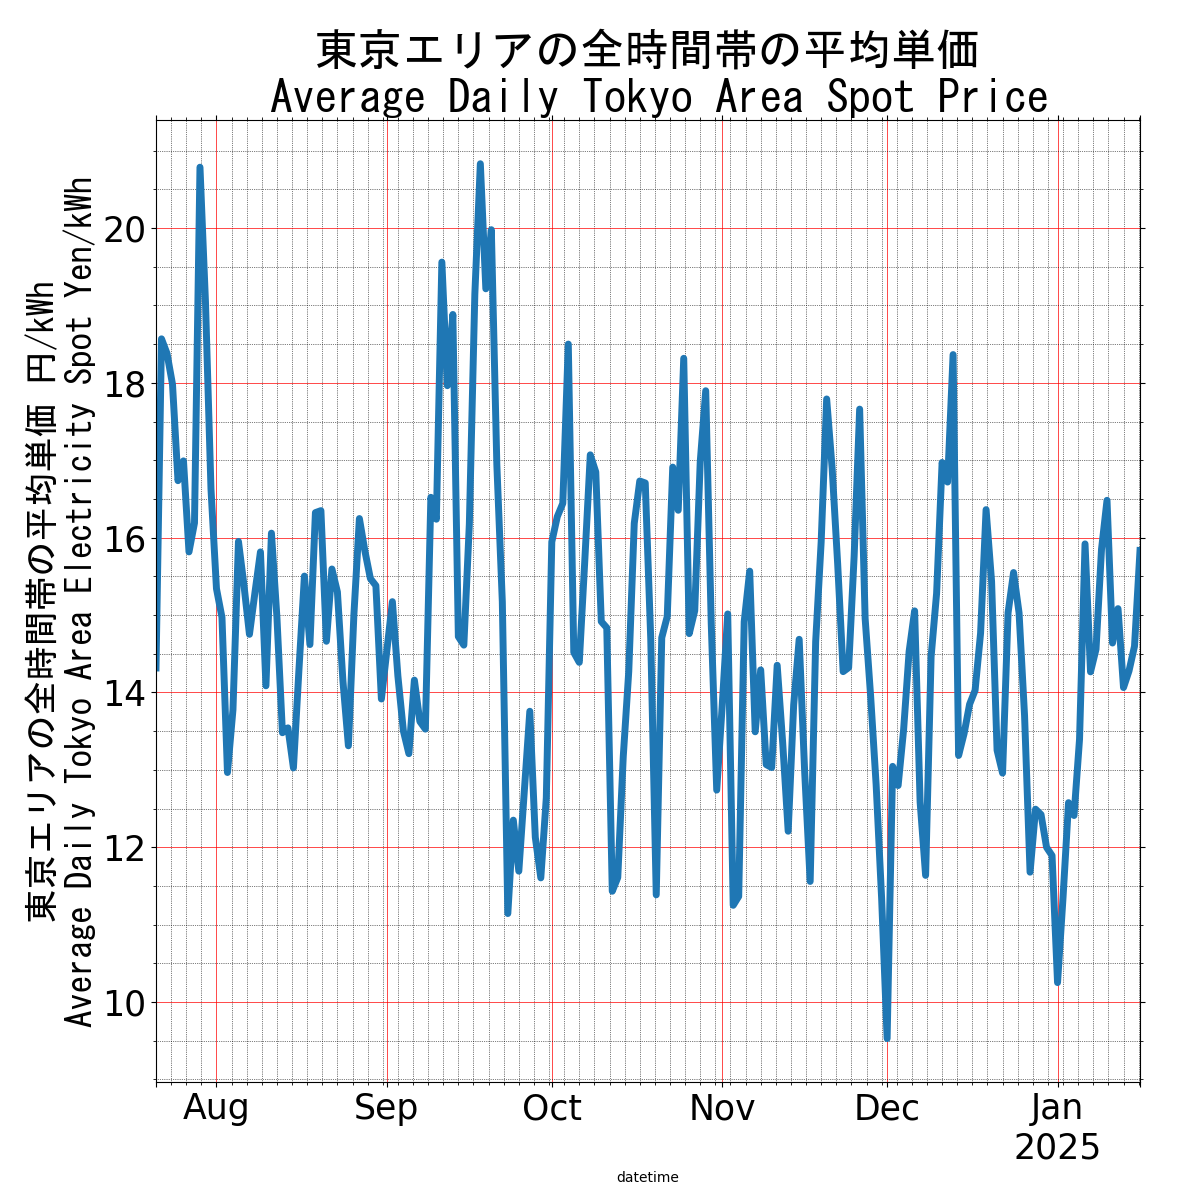 東京エリアの全時間帯の平均単価
Average Daily Tokyo Area Spot Price
東京エリアの全時間帯の平均単価 円/kWh
Average Daily Tokyo Area Electricity Spot Yen/kWh
20
18
16
14
12
10
Aug
Sep
Oct
Nov
Dec
Jan
2025
datetime